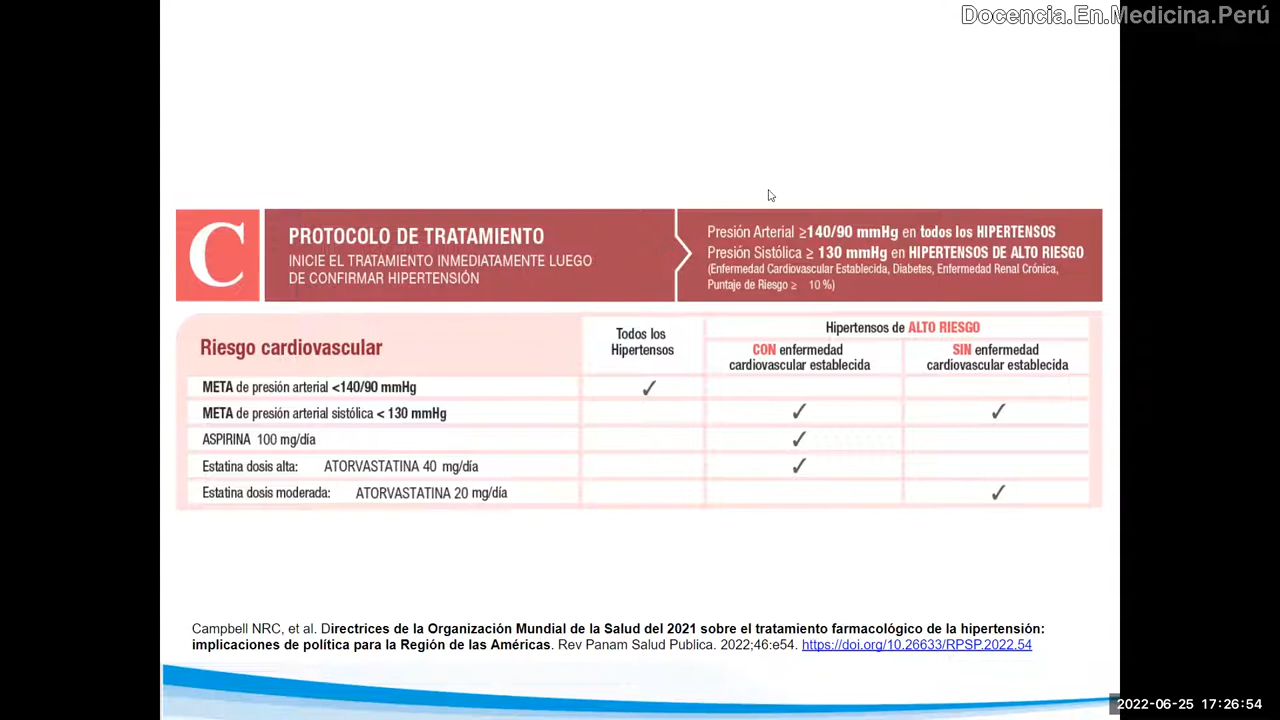 Docencia.En.Medicina.Perú
C
PROTOCOLO DE TRATAMIENTO
INICIE EL TRATAMIENTO INMEDIATAMENTE LUEGO
DE CONFIRMAR HIPERTENSIÓN
Presión Arterial ≥140/90 mmHg en todos los HIPERTENSOS
Presión Sistólica ≥ 130 mmHg en HIPERTENSOS DE ALTO RIESGO
(Enfermedad Cardiovascular Establecida, Diabetes, Enfermedad Renal Crónica,
Puntaje de Riesgo ≥ 10 %)
Riesgo cardiovascular
Todos los
Hipertensos
Hipertensos de ALTO RIESGO
CON enfermedad
cardiovascular establecida
SIN enfermedad
cardiovascular establecida
META de presión arterial <140/90 mmHg ✓
META de presión arterial sistólica < 130 mmHg ✓ ✓
ASPIRINA 100 mg/día ✓
Estatina dosis alta: ATORVASTATINA 40 mg/día ✓
Estatina dosis moderada: ATORVASTATINA 20 mg/día ✓
Campbell NRC, et al. Directrices de la Organización Mundial de la Salud del 2021 sobre el tratamiento farmacológico de la hipertensión:
implicaciones de política para la Región de las Américas. Rev Panam Salud Publica. 2022;46:e54. https://doi.org/10.26633/RPSP.2022.54
2022-06-25 17:26:54